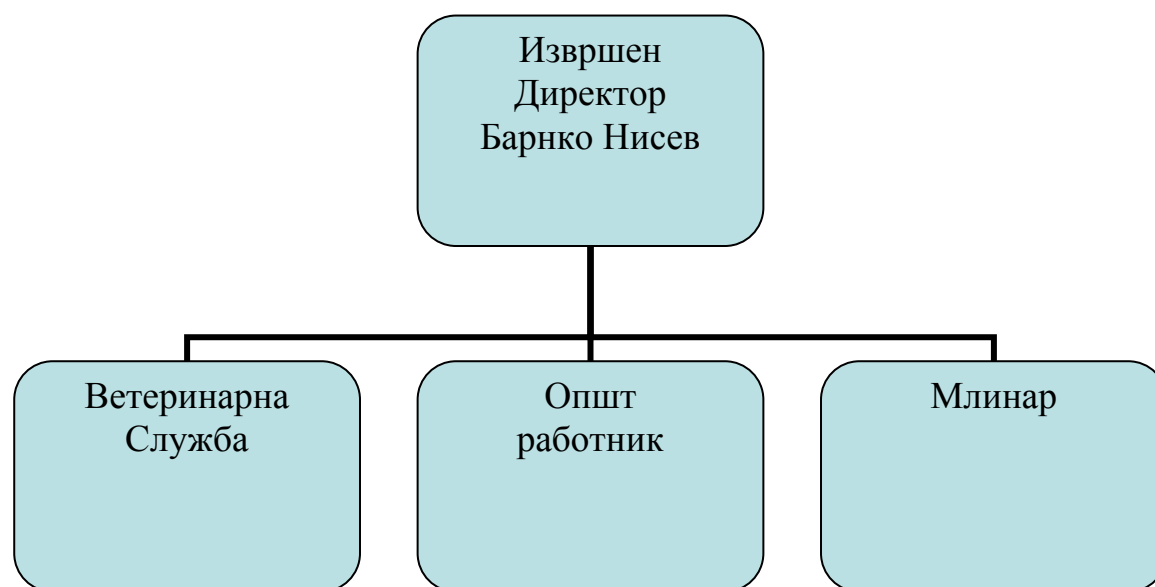 Извршен
Директор
Барнко Нисев
Ветеринарна
Служба
Општ
работник
Млинар